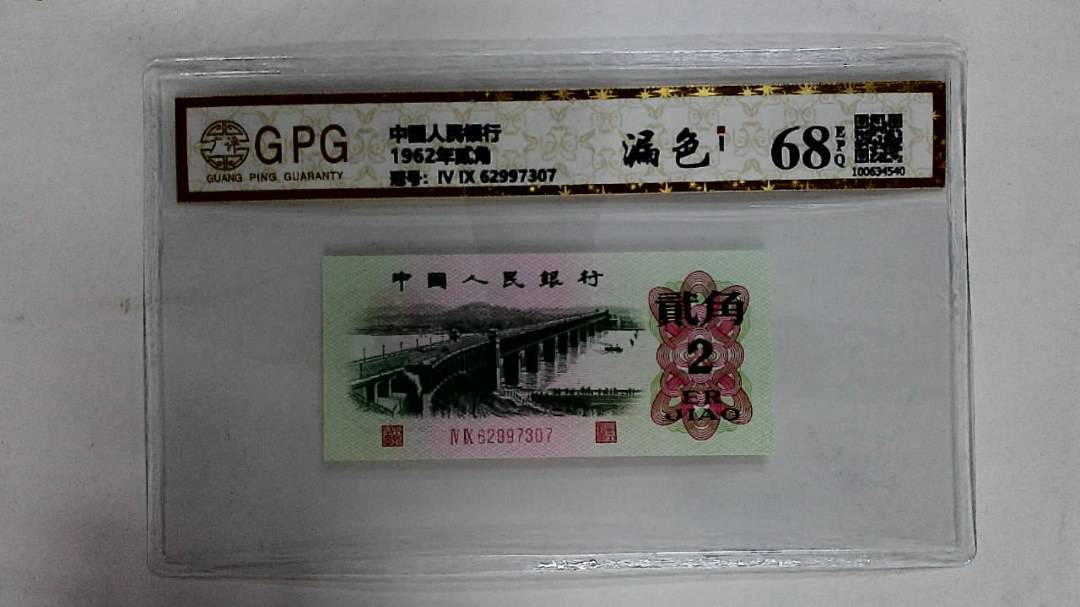 GPG
GUANG PING GUARANTY
中國人民銀行
1962年贰角
冠号: IV IX 62997307
漏色
68
EPQ
100634540
中國人民銀行
貳角
2
ER
JIAO
IV IX 62997307